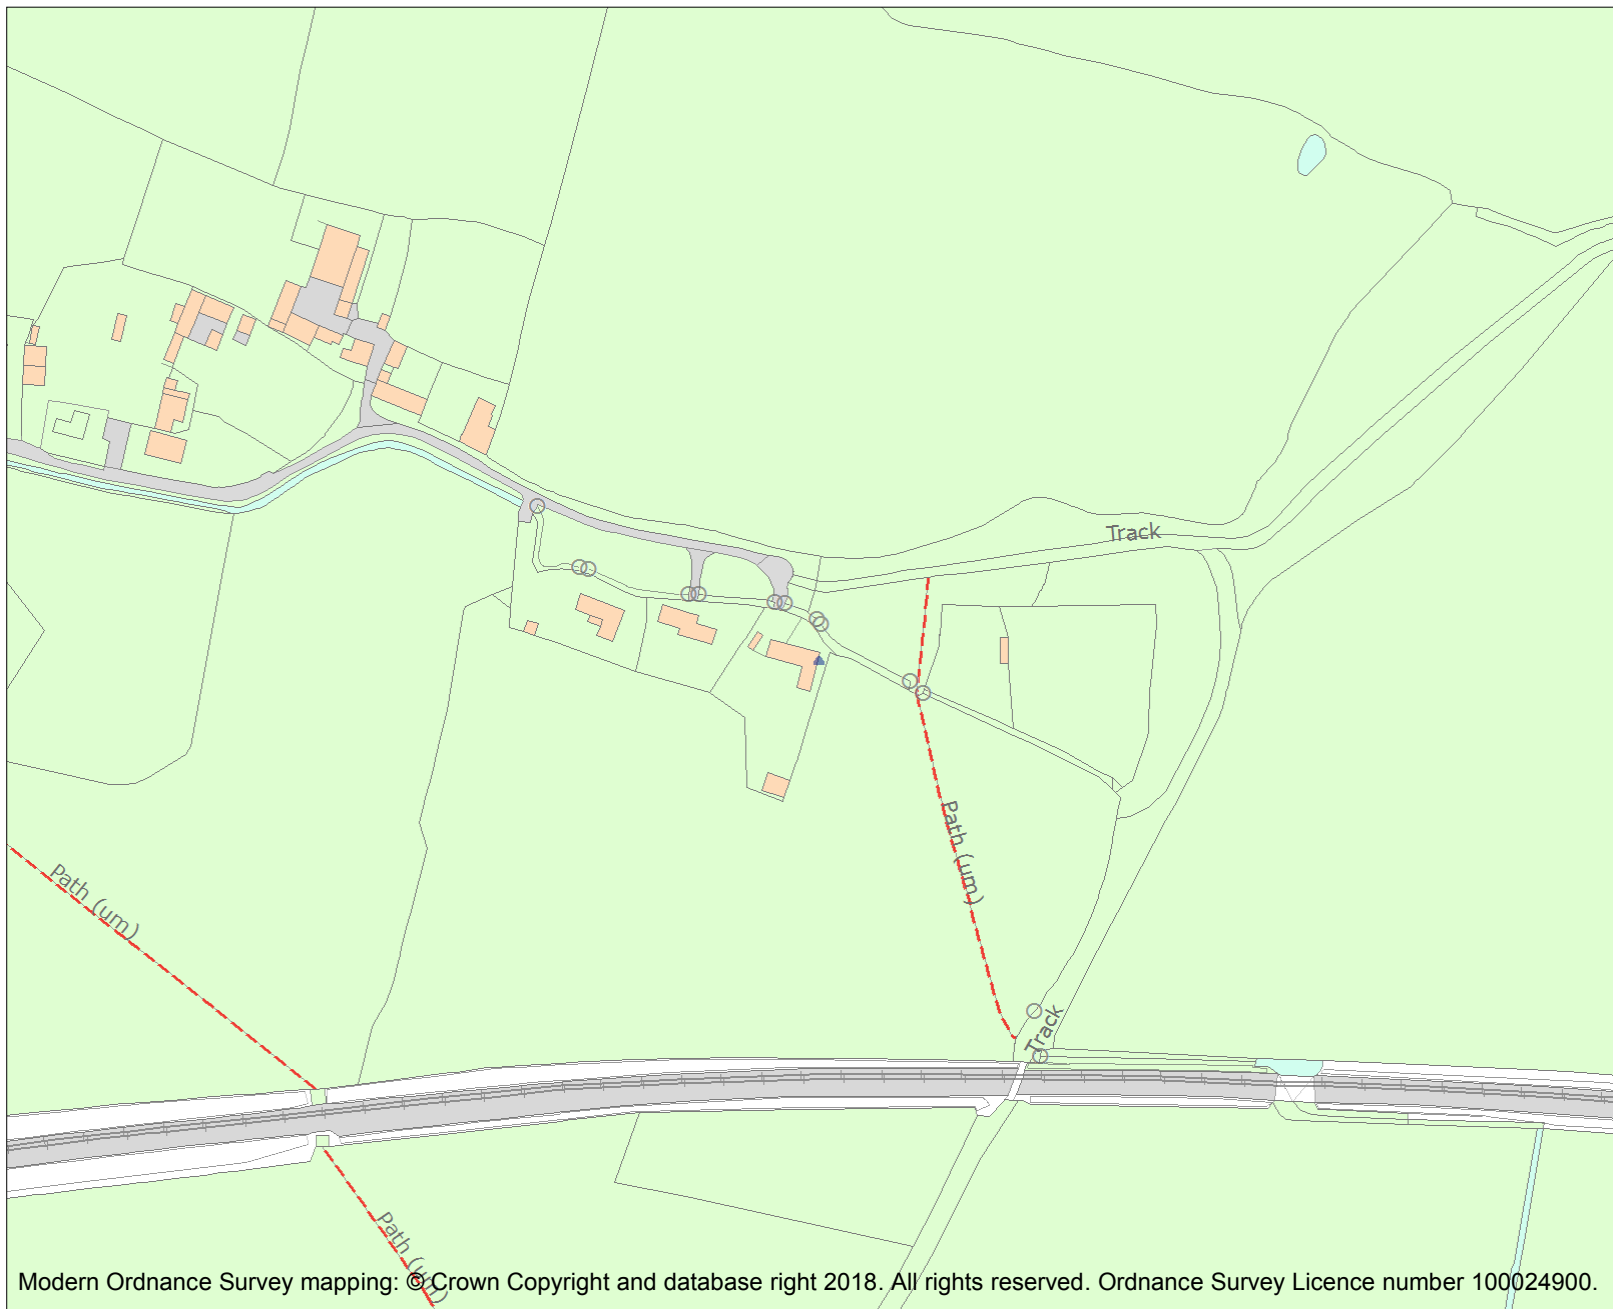 Track
Path (um)
Path (um)
Track
Path (um)
Modern Ordnance Survey mapping: © Crown Copyright and database right 2018. All rights reserved. Ordnance Survey Licence number 100024900.